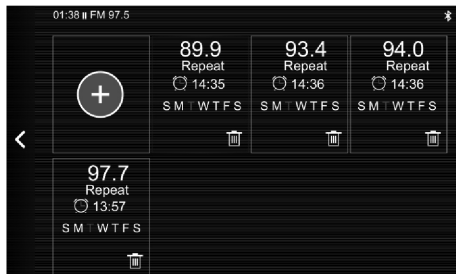 01:38 FM 97.5
89.9
Repeat
14:35
S M T W T F S
93.4
Repeat
14:36
S M T W T F S
94.0
Repeat
14:36
S M T W T F S
97.7
Repeat
13:57
S M T W T F S